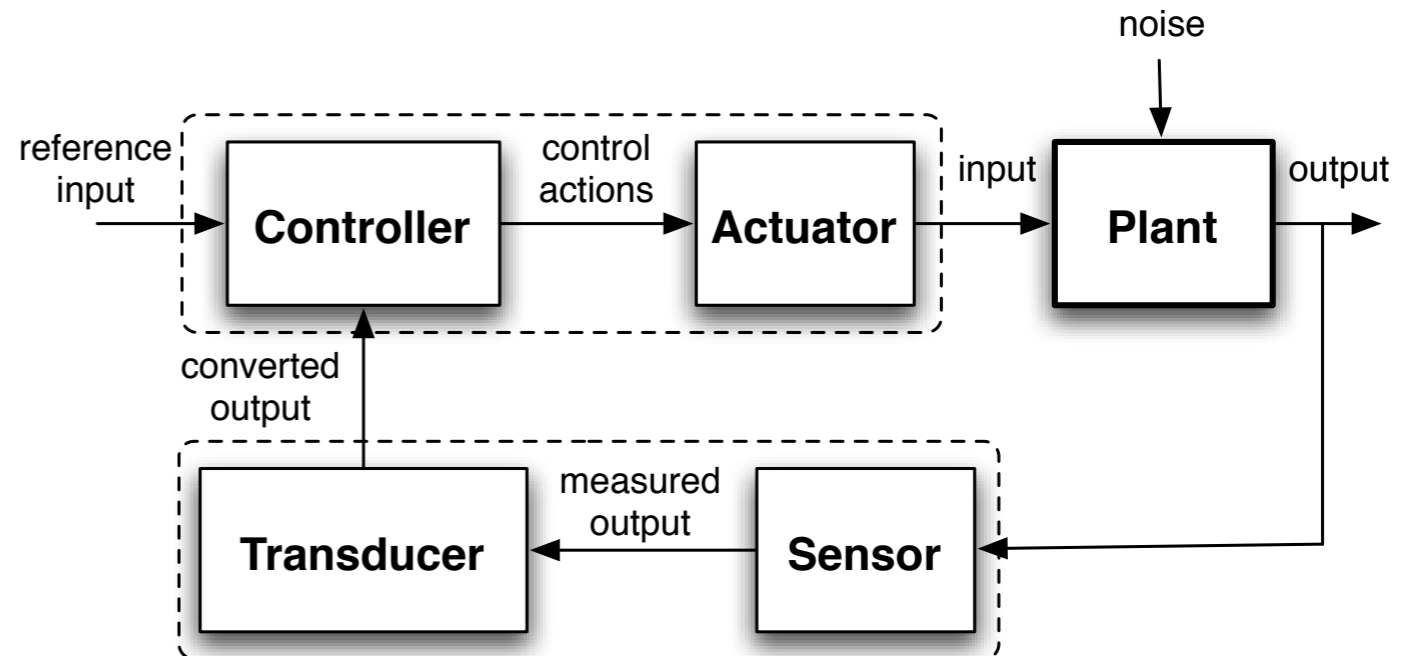 noise
reference
input
Controller
control
actions
Actuator
input
Plant
output
converted
output
Transducer
measured
output
Sensor